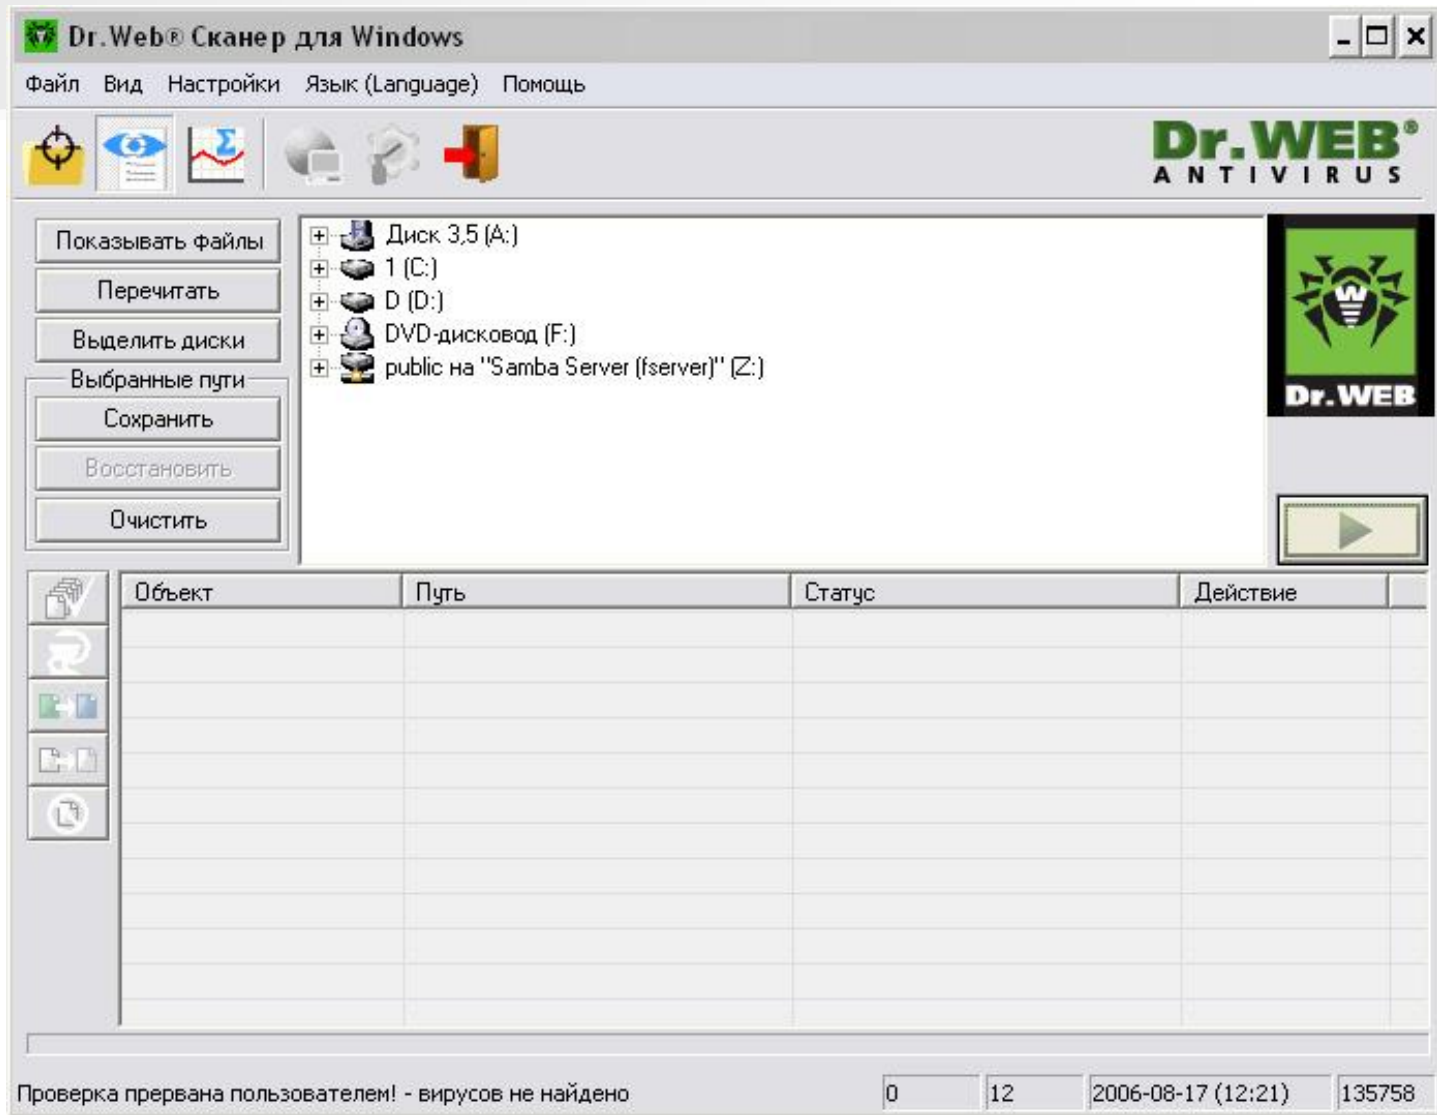 Dr.Web® Сканер для Windows
Файл Вид Настройки Язык (Language) Помощь
Dr.WEB®
ANTIVIRUS
Показывать файлы
Перечитать
Выделить диски
Выбранные пути
Сохранить
Восстановить
Очистить
Диск 3,5 (A:)
1 (C:)
D (D:)
DVD-дисковод (F:)
public на "Samba Server (fserver)" (Z:)
Dr.WEB
Объект Путь Статус Действие
Проверка прервана пользователем! - вирусов не найдено 0 12 2006-08-17 (12:21) 135758